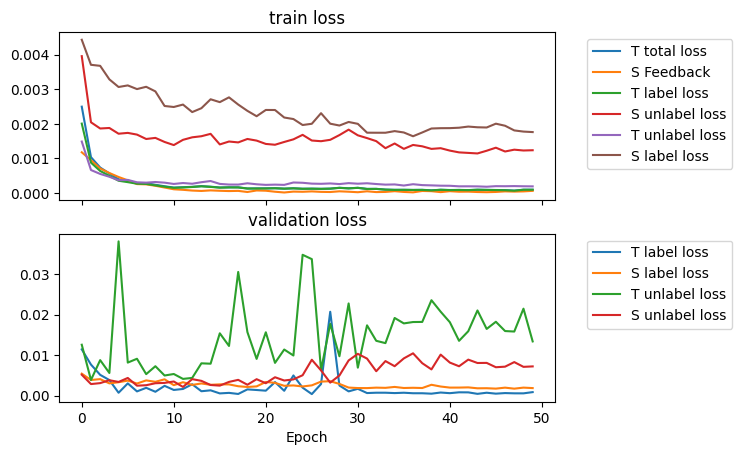 train loss
0.004
0.003
0.002
0.001
0.000
T total loss
S Feedback
T label loss
S unlabel loss
T unlabel loss
S label loss
validation loss
0.03
0.02
0.01
0.00
T label loss
S label loss
T unlabel loss
S unlabel loss
0 10 20 30 40 50
Epoch